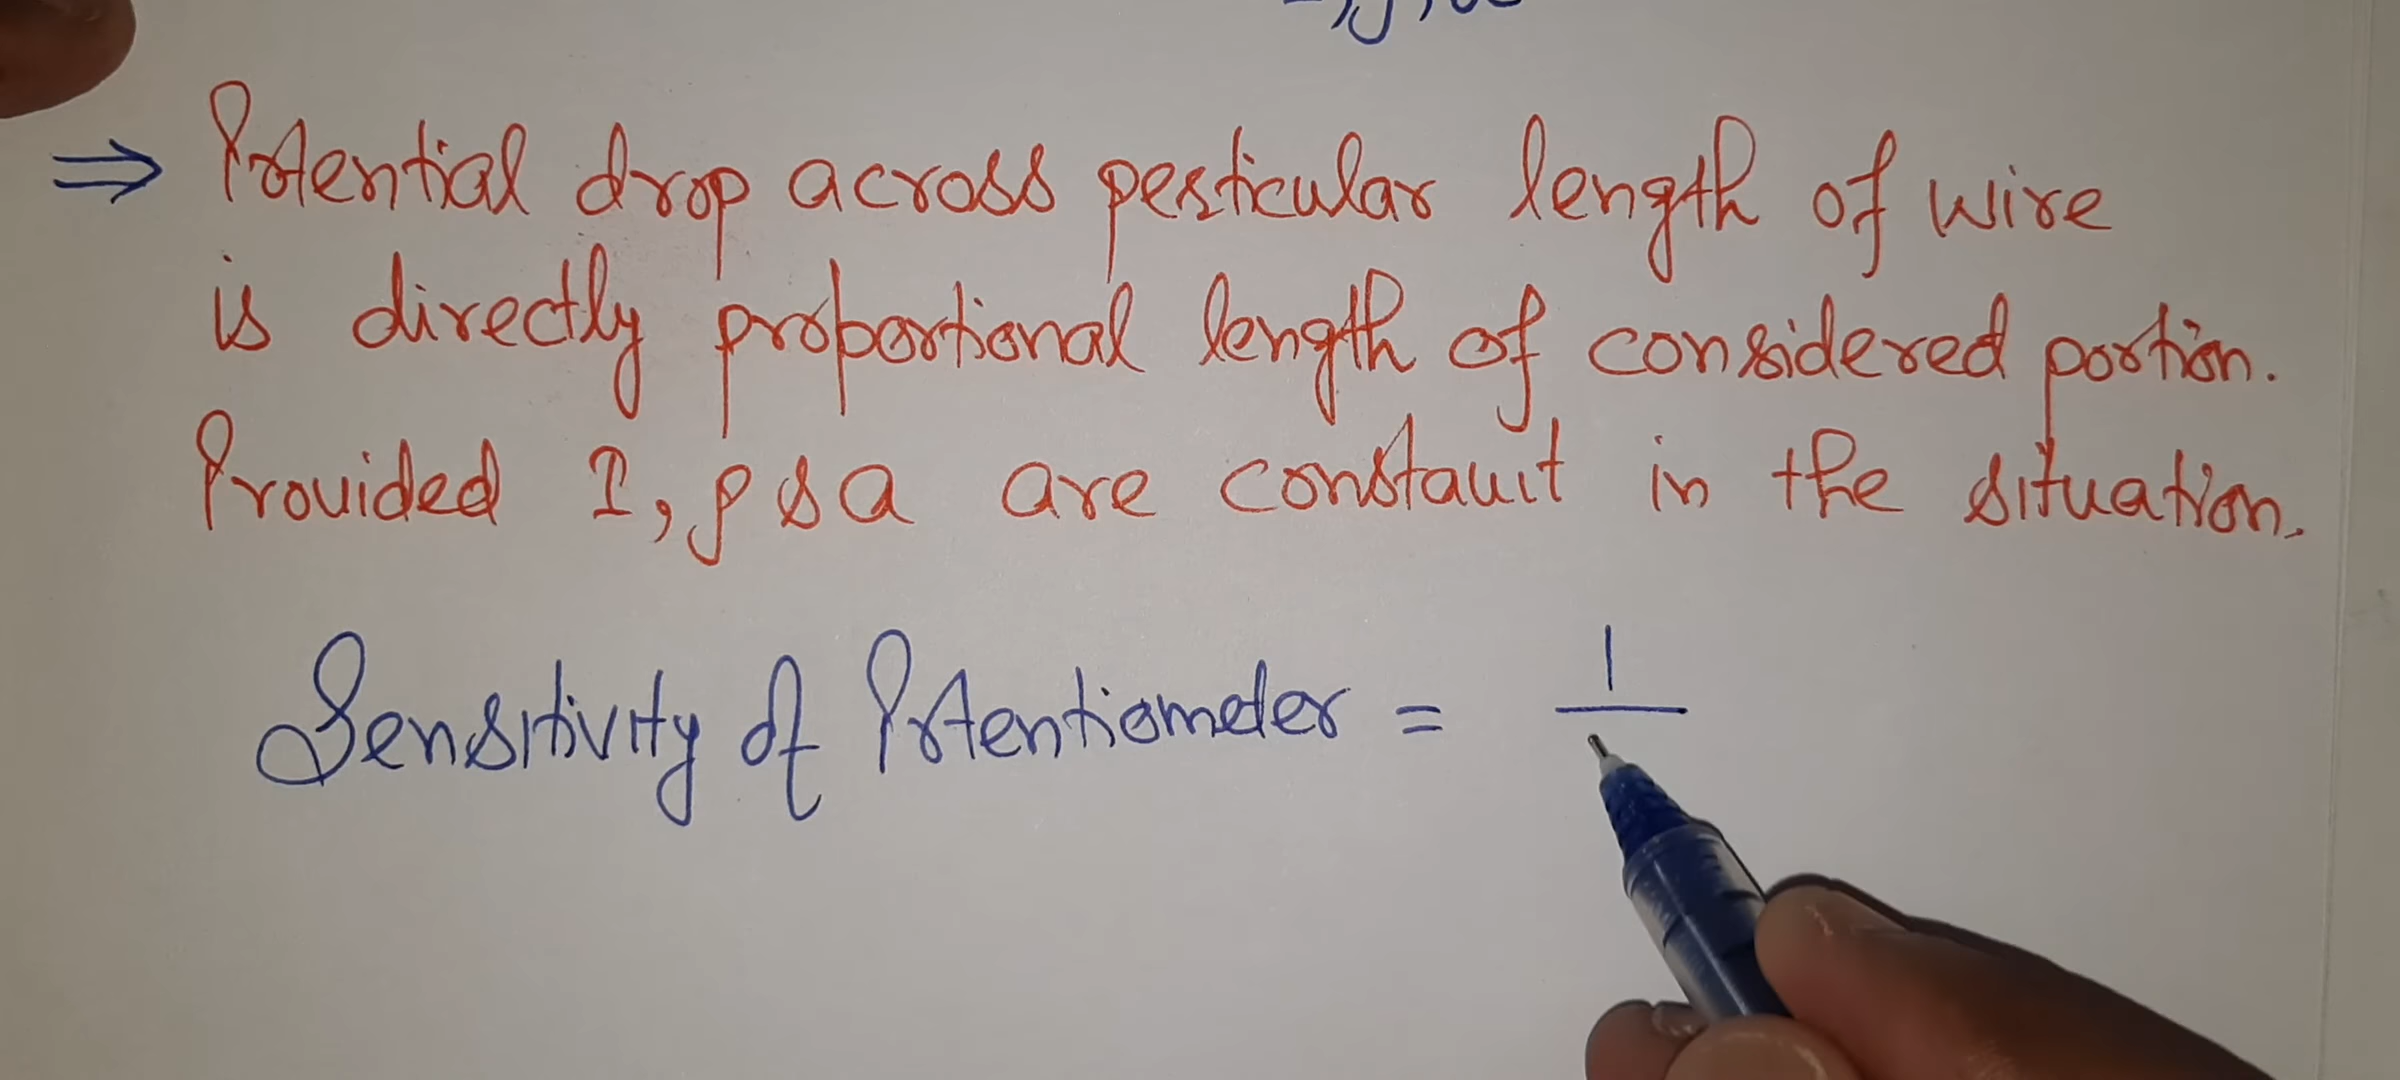 ⇒ Potential drop across perticular length of wire
is directly proportional length of considered portion.
Provided I, ρ & a are constant in the situation.
Sensitivity of Potentiometer = 1